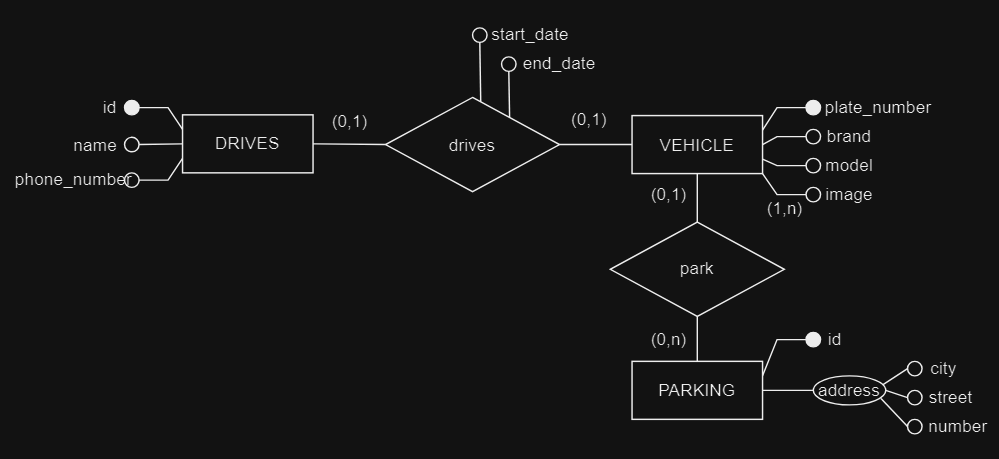 start_date
end_date
id
name
phone_number
DRIVES
(0,1)
drives
(0,1)
VEHICLE
plate_number
brand
model
image
(1,n)
(0,1)
park
(0,n)
PARKING
id
address
city
street
number